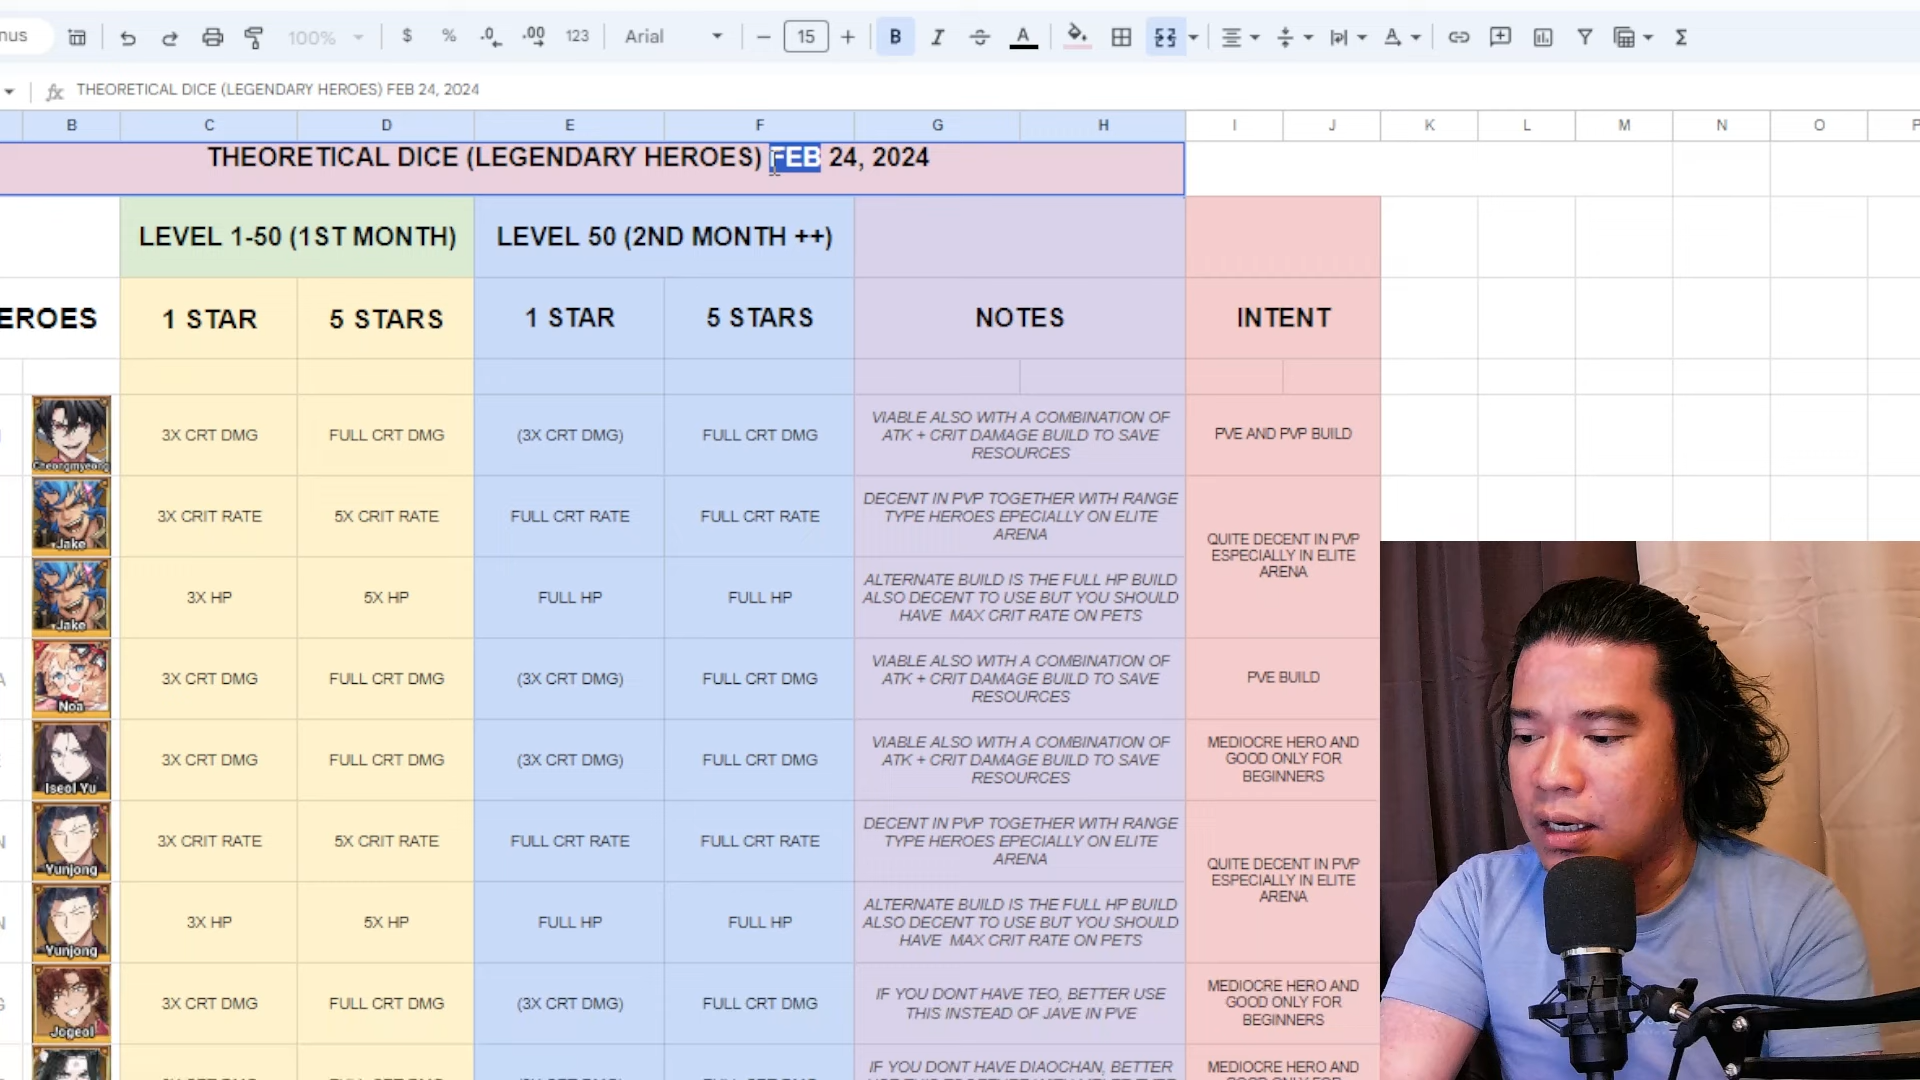 nus 100% $ % .0 .00 123 Arial 15 B I A A Σ
fx THEORETICAL DICE (LEGENDARY HEROES) FEB 24, 2024
B C D E F G H I J K L M N O P
THEORETICAL DICE (LEGENDARY HEROES) FEB 24, 2024
LEVEL 1-50 (1ST MONTH) LEVEL 50 (2ND MONTH ++)
EROES 1 STAR 5 STARS 1 STAR 5 STARS NOTES INTENT
Cheongmyeong
3X CRT DMG FULL CRT DMG (3X CRT DMG) FULL CRT DMG
VIABLE ALSO WITH A COMBINATION OF
ATK + CRIT DAMAGE BUILD TO SAVE
RESOURCES
PVE AND PVP BUILD
Jake
3X CRIT RATE 5X CRIT RATE FULL CRT RATE FULL CRT RATE
DECENT IN PVP TOGETHER WITH RANGE
TYPE HEROES EPECIALLY ON ELITE
ARENA
QUITE DECENT IN PVP
ESPECIALLY IN ELITE
ARENA
Jake
3X HP 5X HP FULL HP FULL HP
ALTERNATE BUILD IS THE FULL HP BUILD
ALSO DECENT TO USE BUT YOU SHOULD
HAVE MAX CRIT RATE ON PETS
A
Noa
3X CRT DMG FULL CRT DMG (3X CRT DMG) FULL CRT DMG
VIABLE ALSO WITH A COMBINATION OF
ATK + CRIT DAMAGE BUILD TO SAVE
RESOURCES
PVE BUILD
Iseol Yu
3X CRT DMG FULL CRT DMG (3X CRT DMG) FULL CRT DMG
VIABLE ALSO WITH A COMBINATION OF
ATK + CRIT DAMAGE BUILD TO SAVE
RESOURCES
MEDIOCRE HERO AND
GOOD ONLY FOR
BEGINNERS
N
Yunjong
3X CRIT RATE 5X CRIT RATE FULL CRT RATE FULL CRT RATE
DECENT IN PVP TOGETHER WITH RANGE
TYPE HEROES EPECIALLY ON ELITE
ARENA
QUITE DECENT IN PVP
ESPECIALLY IN ELITE
ARENA
N
Yunjong
3X HP 5X HP FULL HP FULL HP
ALTERNATE BUILD IS THE FULL HP BUILD
ALSO DECENT TO USE BUT YOU SHOULD
HAVE MAX CRIT RATE ON PETS
G
Jogeol
3X CRT DMG FULL CRT DMG (3X CRT DMG) FULL CRT DMG
IF YOU DONT HAVE TEO, BETTER USE
THIS INSTEAD OF JAVE IN PVE
MEDIOCRE HERO AND
GOOD ONLY FOR
BEGINNERS
IF YOU DONT HAVE DIAOCHAN, BETTER
MEDIOCRE HERO AND